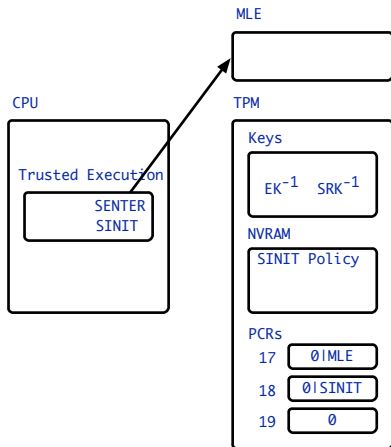 MLE
CPU
TPM
Keys
Trusted Execution
EK-1 SRK-1
SENTER
SINIT
NVRAM
SINIT Policy
PCRs
17 0|MLE
18 0|SINIT
19 0